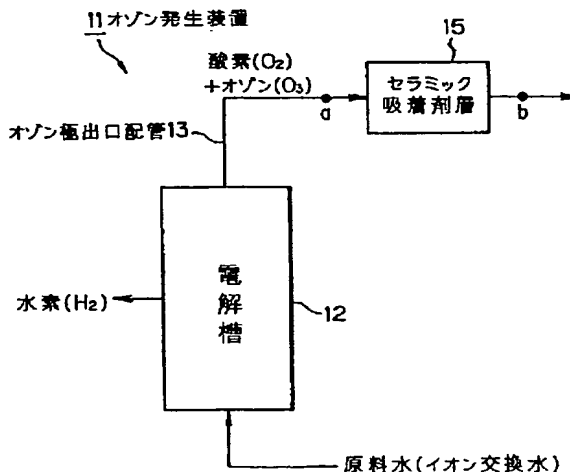 11オゾン発生装置
酸素(O₂)
+オゾン(O₃)
15
セラミック
吸着剤層
a
b
オゾン極出口配管13
電解槽
水素(H₂)
12
原料水(イオン交換水)